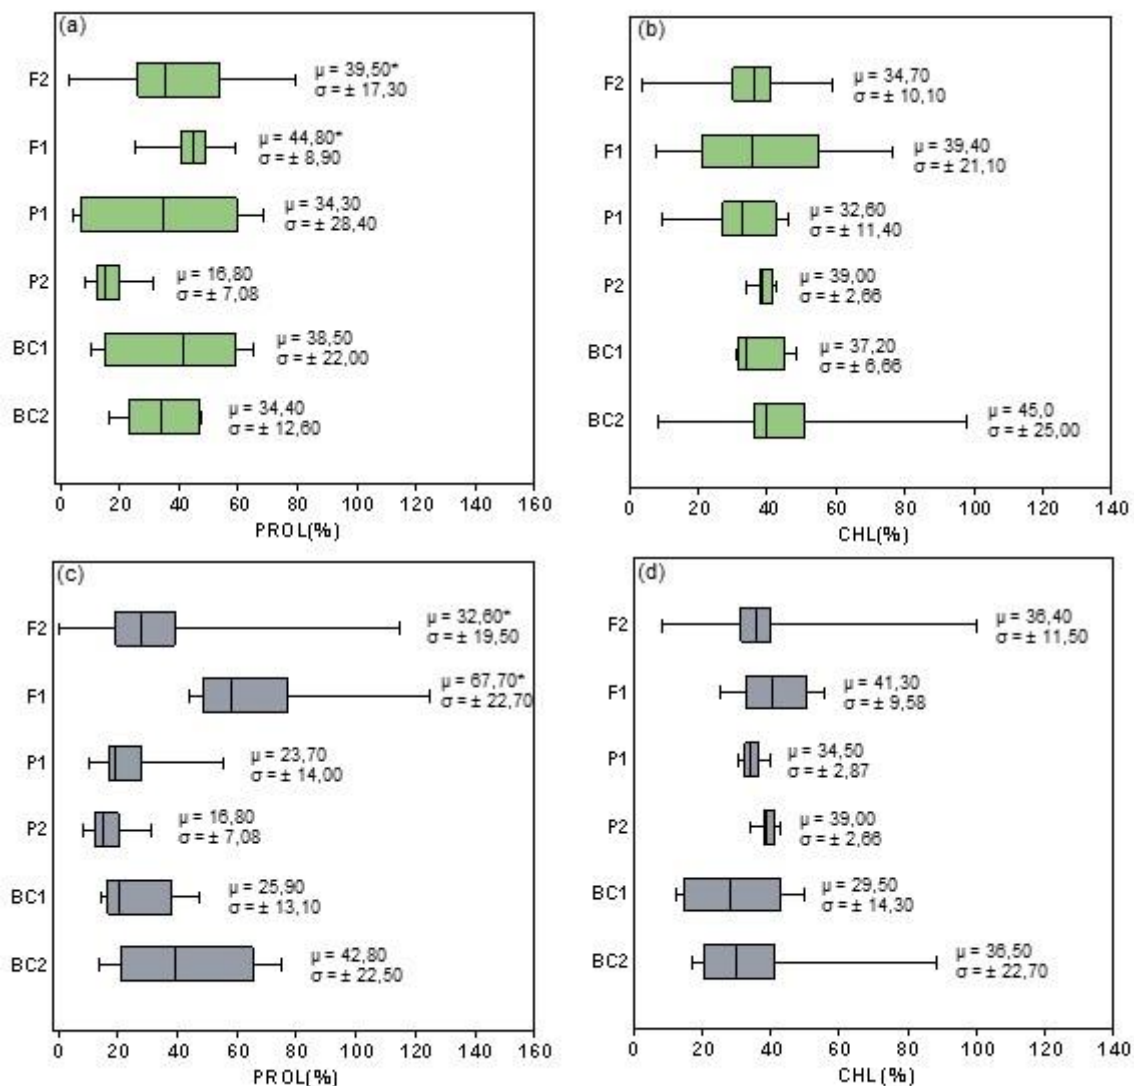 (a)
F2
μ = 39,50*
σ = ± 17,30
F1
μ = 44,80*
σ = ± 8,90
P1
μ = 34,30
σ = ± 28,40
P2
μ = 16,80
σ = ± 7,08
BC1
μ = 38,50
σ = ± 22,00
BC2
μ = 34,40
σ = ± 12,60
0 20 40 60 80 100 120 140 160
PROL(%)
(b)
F2
μ = 34,70
σ = ± 10,10
F1
μ = 39,40
σ = ± 21,10
P1
μ = 32,60
σ = ± 11,40
P2
μ = 39,00
σ = ± 2,66
BC1
μ = 37,20
σ = ± 6,66
BC2
μ = 45,0
σ = ± 25,00
0 20 40 60 80 100 120 140
CHL(%)
(c)
F2
μ = 32,60*
σ = ± 19,50
F1
μ = 67,70*
σ = ± 22,70
P1
μ = 23,70
σ = ± 14,00
P2
μ = 16,80
σ = ± 7,08
BC1
μ = 25,90
σ = ± 13,10
BC2
μ = 42,80
σ = ± 22,50
0 20 40 60 80 100 120 140 160
PROL(%)
(d)
F2
μ = 36,40
σ = ± 11,50
F1
μ = 41,30
σ = ± 9,58
P1
μ = 34,50
σ = ± 2,87
P2
μ = 39,00
σ = ± 2,66
BC1
μ = 29,50
σ = ± 14,30
BC2
μ = 36,50
σ = ± 22,70
0 20 40 60 80 100 120 140
CHL(%)